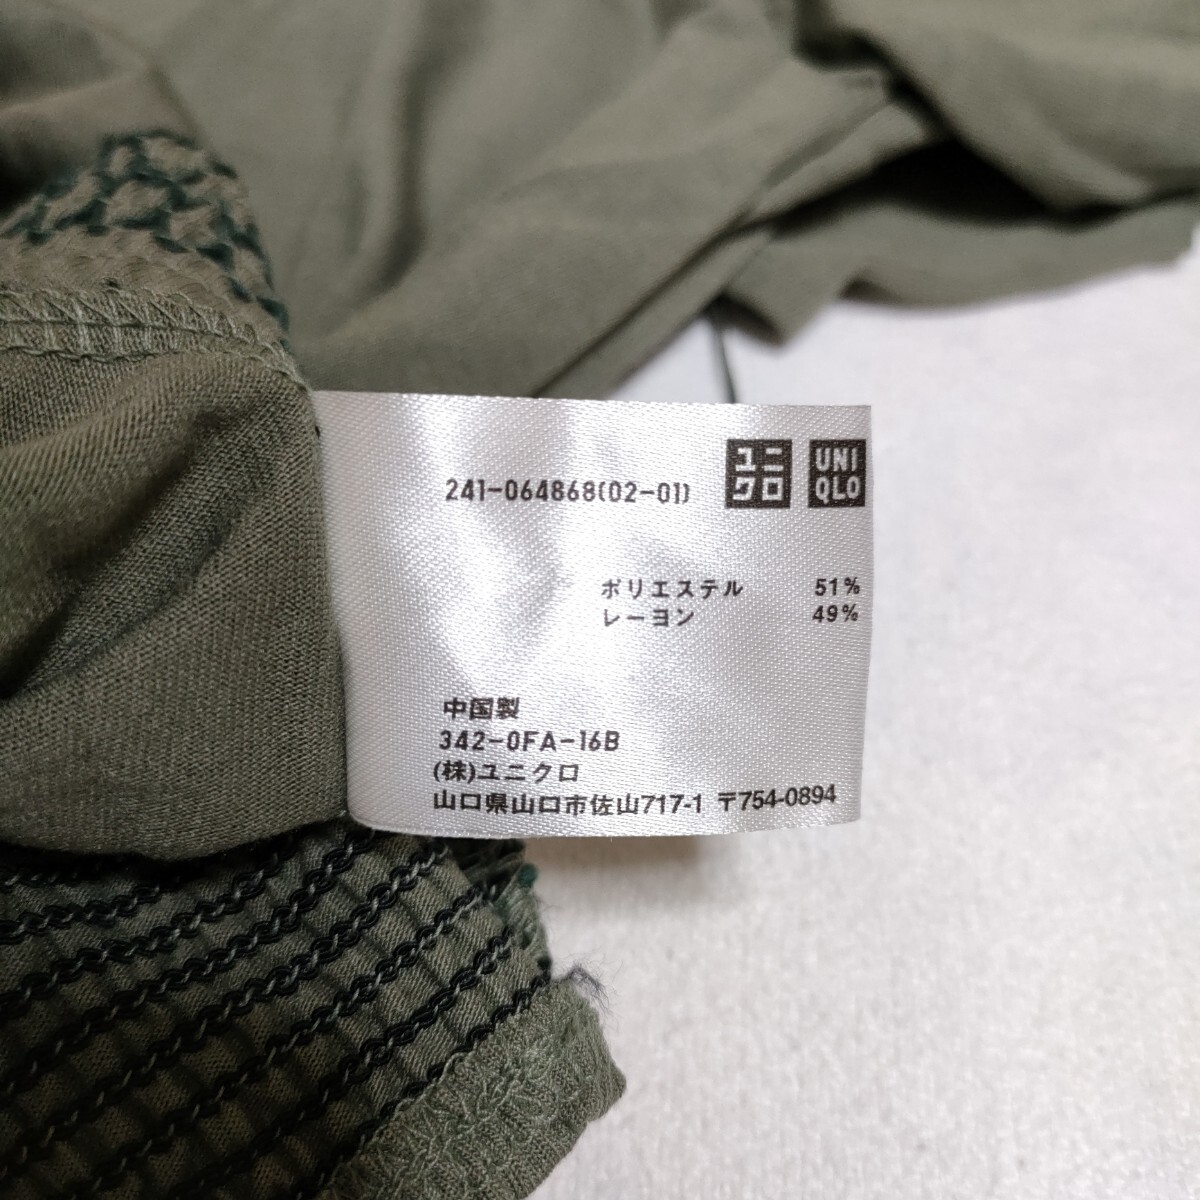 ユニクロ UNIQLO
241-064868(02-01)
ポリエステル 51%
レーヨン 49%
中国製
342-0FA-16B
(株)ユニクロ
山口県山口市佐山717-1 〒754-0894